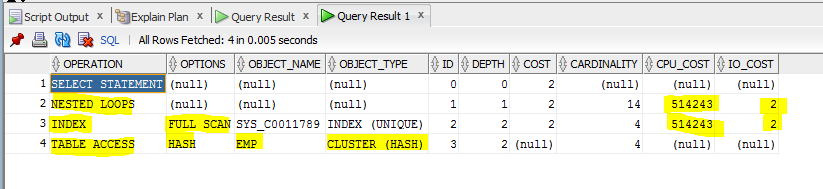 Script Output x Explain Plan x Query Result x Query Result 1 x
SQL | All Rows Fetched: 4 in 0.005 seconds
OPERATION OPTIONS OBJECT_NAME OBJECT_TYPE ID DEPTH COST CARDINALITY CPU_COST IO_COST
1 SELECT STATEMENT (null) (null) (null) 0 0 2 (null) (null) (null)
2 NESTED LOOPS (null) (null) (null) 1 1 2 14 514243 2
3 INDEX FULL SCAN SYS_C0011789 INDEX (UNIQUE) 2 2 2 4 514243 2
4 TABLE ACCESS HASH EMP CLUSTER (HASH) 3 2 (null) 4 (null) (null)